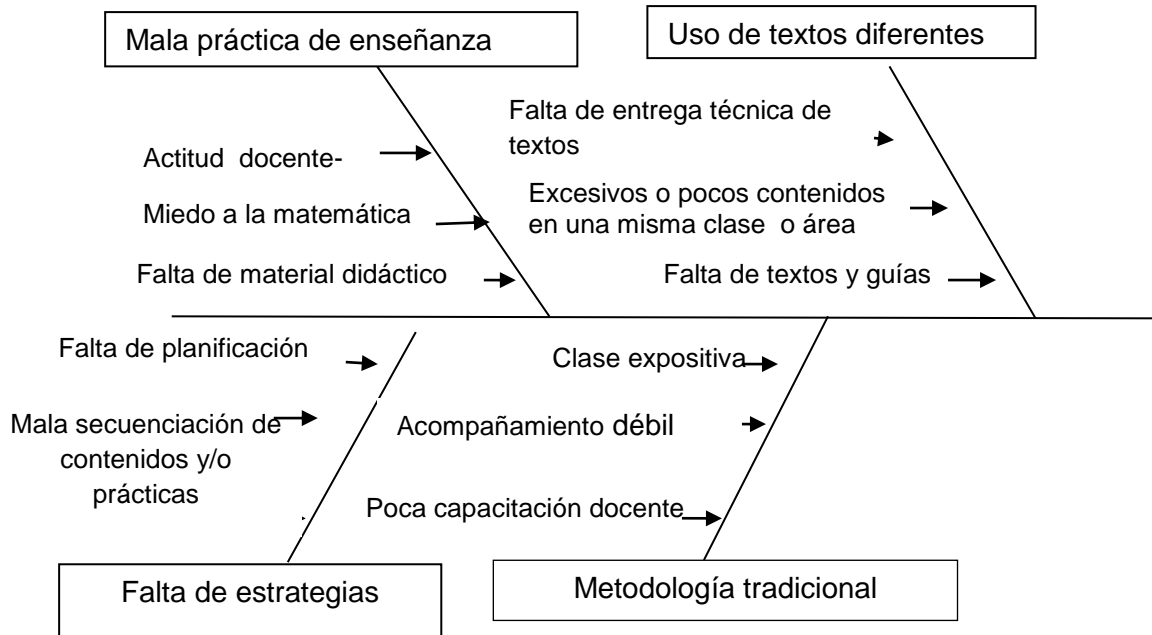 Mala práctica de enseñanza
Uso de textos diferentes
Falta de entrega técnica de
textos
Actitud docente-
Excesivos o pocos contenidos
en una misma clase o área
Miedo a la matemática
Falta de material didáctico
Falta de textos y guías
Falta de planificación
Clase expositiva
Mala secuenciación de
contenidos y/o
prácticas
Acompañamiento débil
Poca capacitación docente
Falta de estrategias
Metodología tradicional